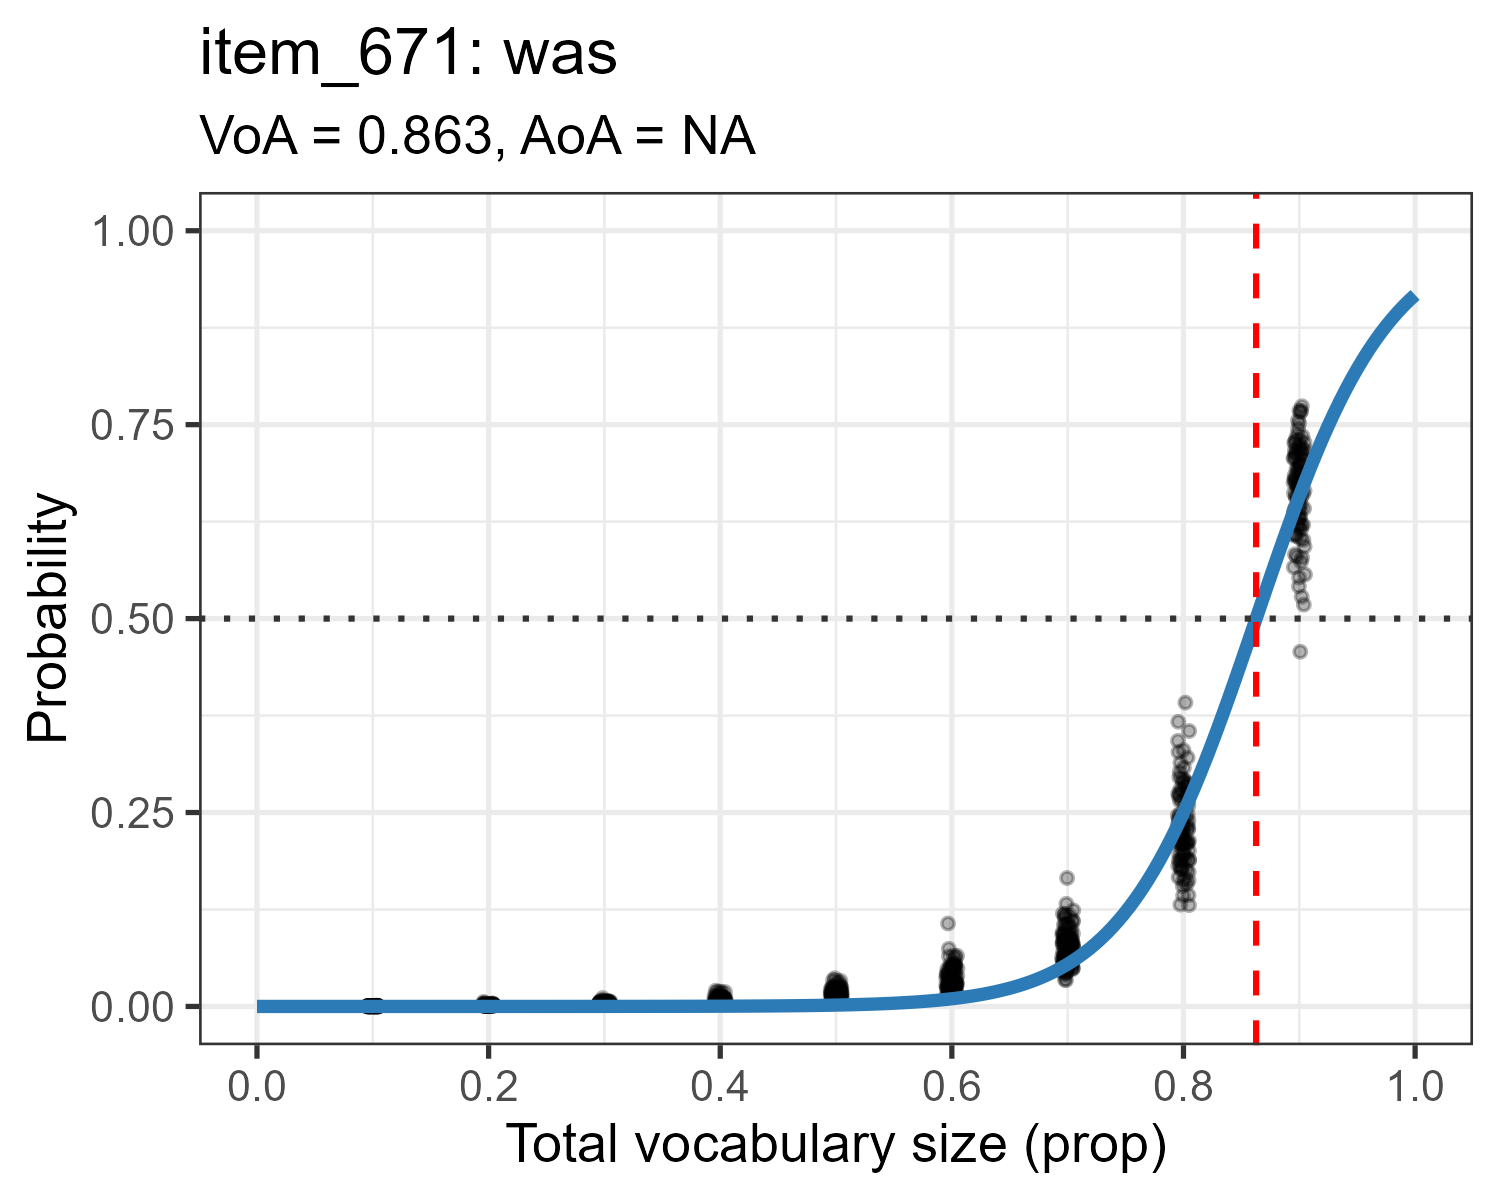 item_671: was
VoA = 0.863, AoA = NA
1.00
0.75
0.50
0.25
0.00
Probability
0.0 0.2 0.4 0.6 0.8 1.0
Total vocabulary size (prop)